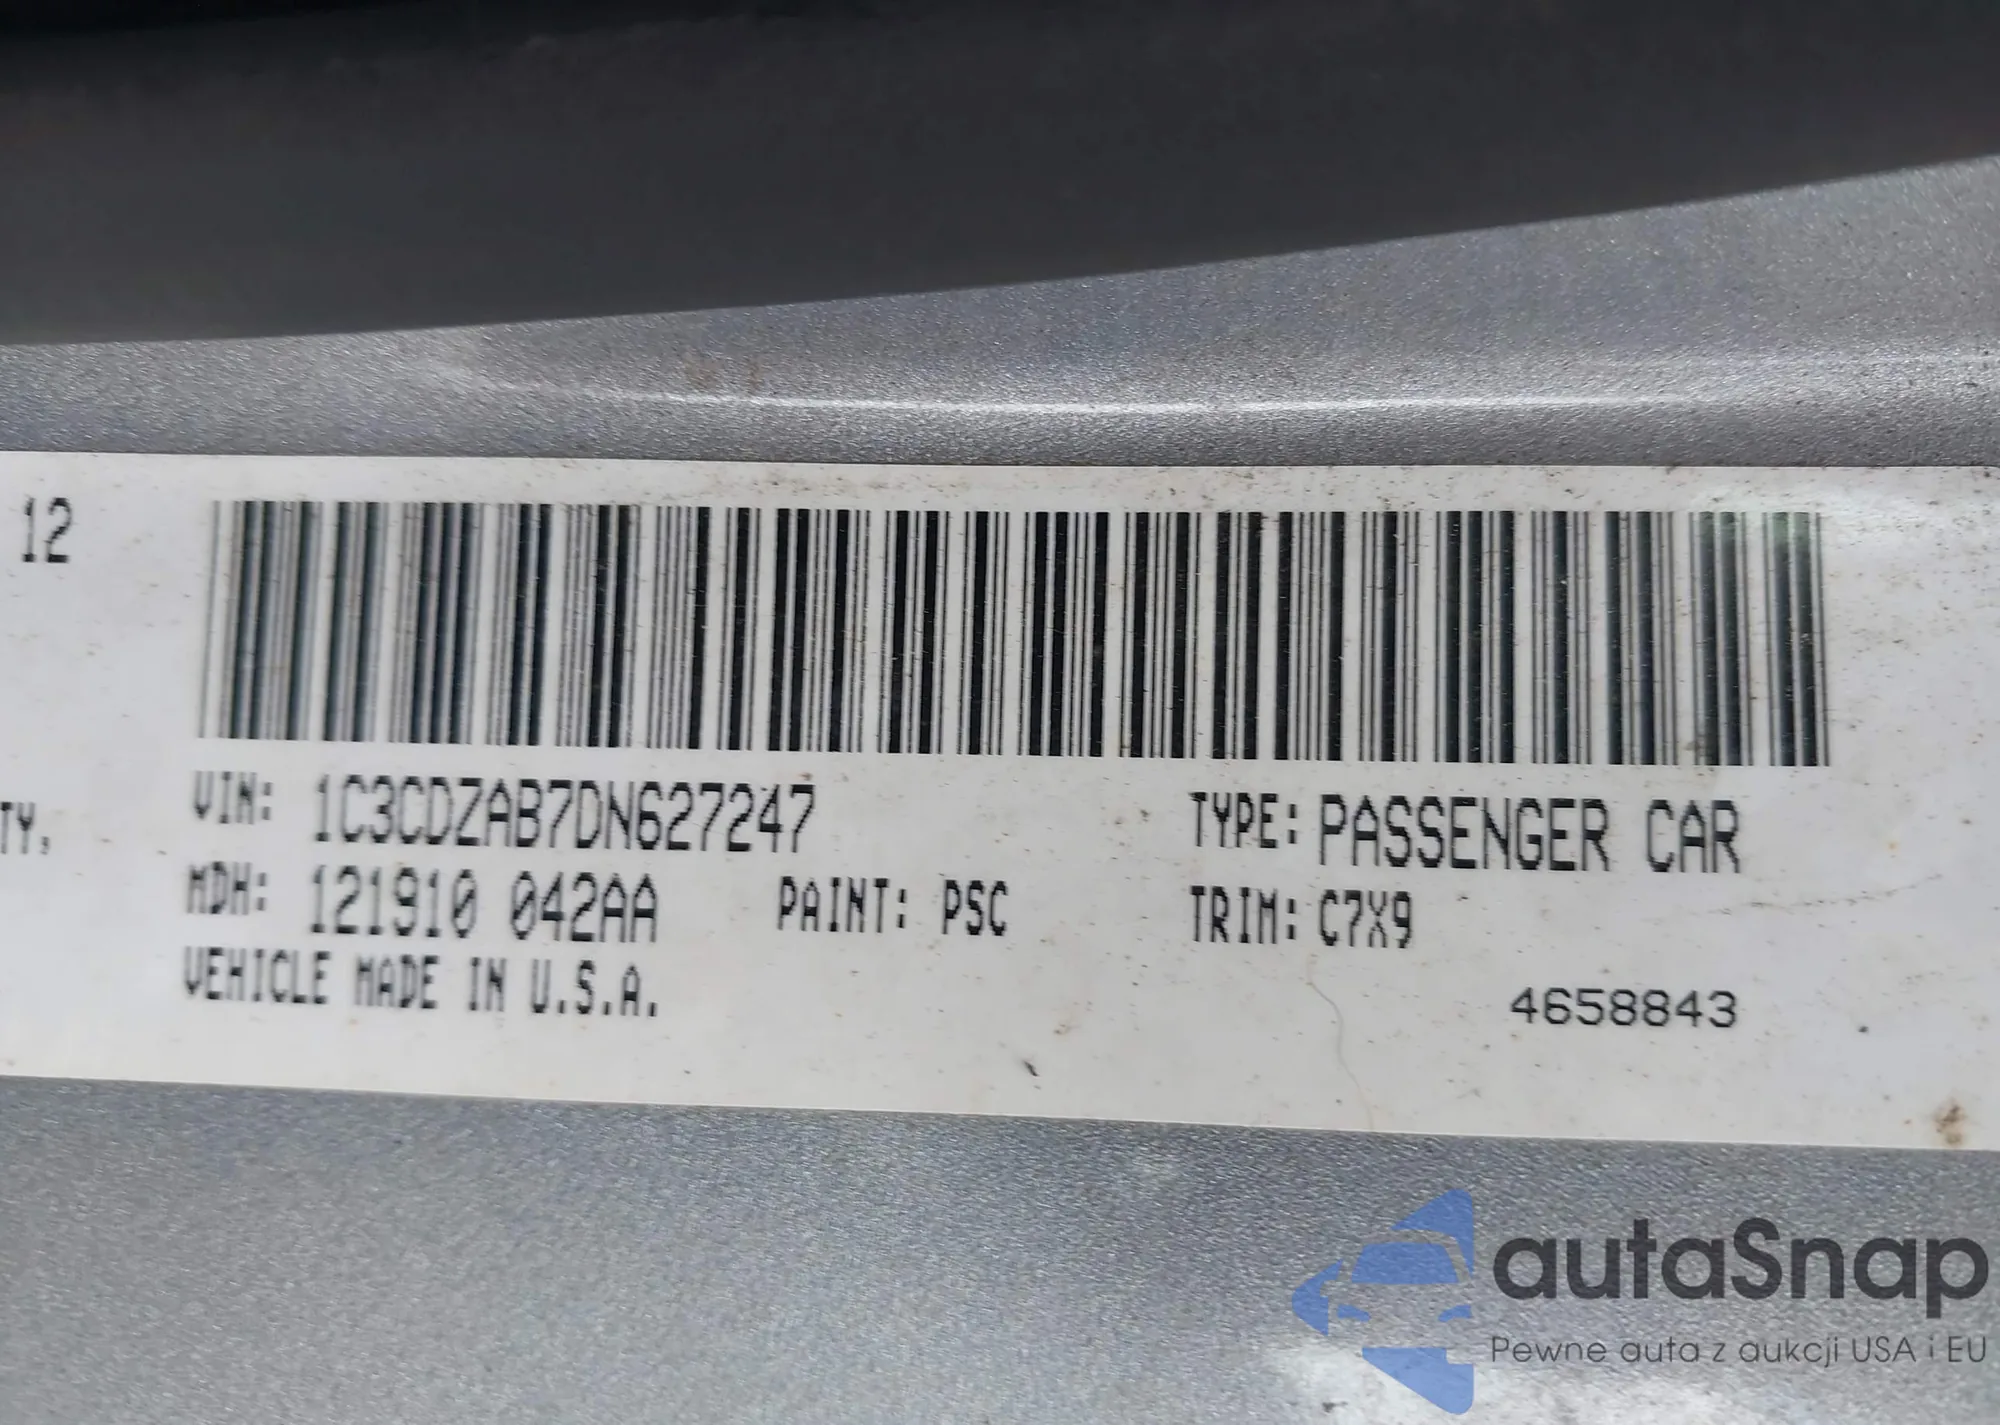 12
TY,
VIN: 1C3CDZAB7DN627247 TYPE: PASSENGER CAR
MDH: 121910 042AA PAINT: PSC TRIM: C7X9
VEHICLE MADE IN U.S.A.
4658843
autaSnap
Pewne auta z aukcji USA i EU